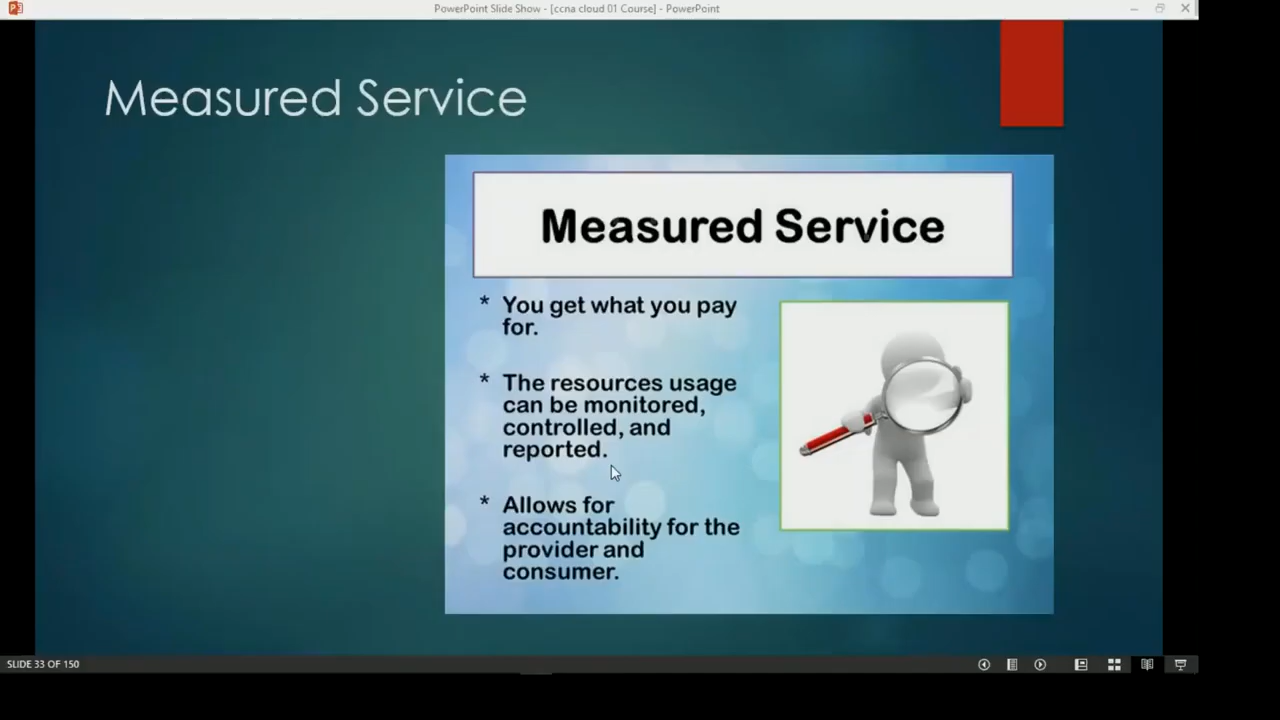 PowerPoint Slide Show - [ccna cloud 01 Course] - PowerPoint
Measured Service
Measured Service
* You get what you pay
for.
* The resources usage
can be monitored,
controlled, and
reported.
* Allows for
accountability for the
provider and
consumer.
SLIDE 33 OF 150